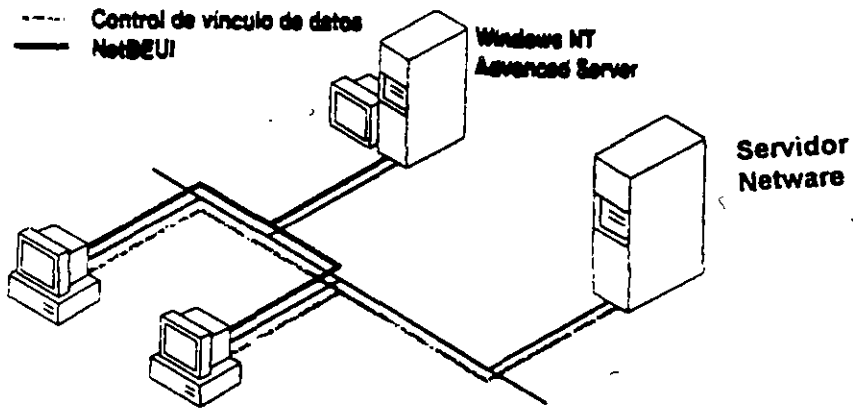 Control de vínculo de datos
NetBEUI
Windows NT
Advanced Server
Servidor
Netware